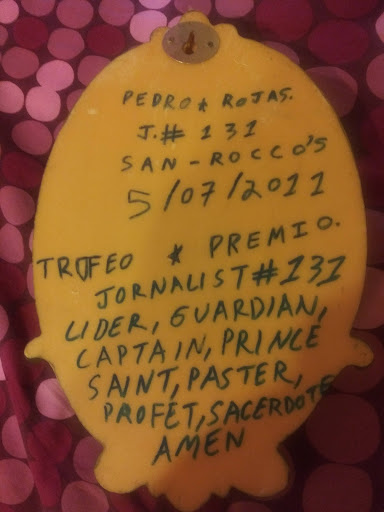 PEDRO * ROJAS.
J. # 131
SAN-ROCCO'S
5/07/2011
TROFEO * PREMIO.
JORNALIST #131
LIDER, GUARDIAN,
CAPTAIN, PRINCE
SAINT, PASTER,
PROFET, SACERDOTE
AMEN